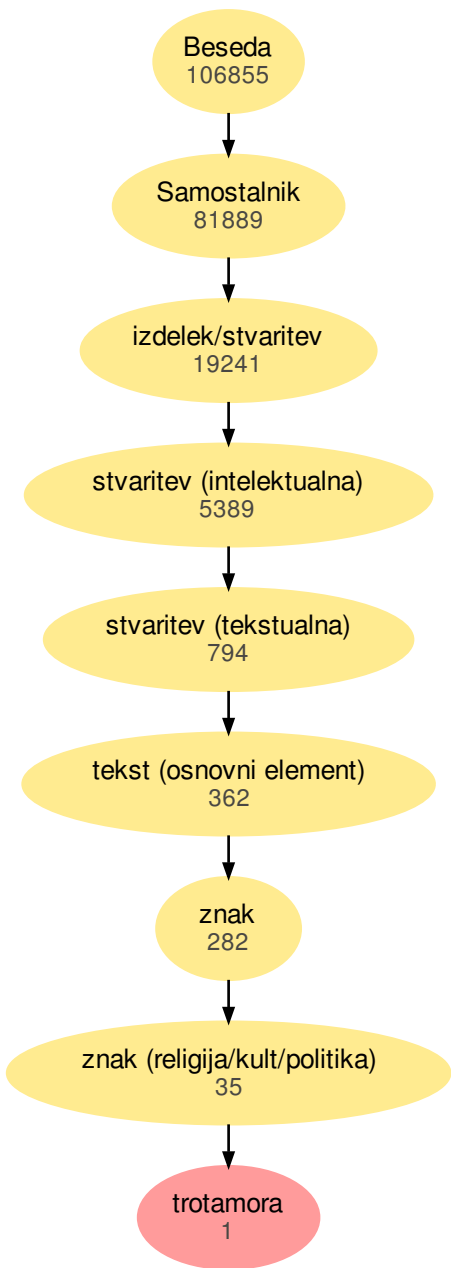 Beseda
106855
Samostalnik
81889
izdelek/stvaritev
19241
stvaritev (intelektualna)
5389
stvaritev (tekstualna)
794
tekst (osnovni element)
362
znak
282
znak (religija/kult/politika)
35
trotamora
1